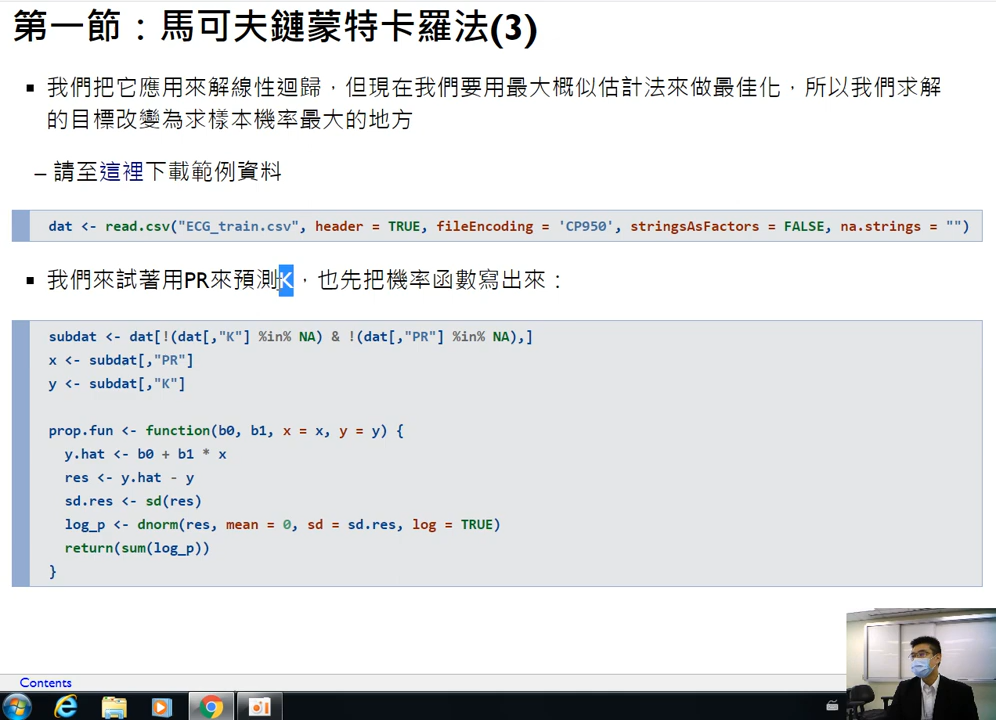 第一節：馬可夫鏈蒙特卡羅法(3)
▪ 我們把它應用來解線性迴歸，但現在我們要用最大概似估計法來做最佳化，所以我們求解
的目標改變為求樣本機率最大的地方
– 請至這裡下載範例資料
dat <- read.csv("ECG_train.csv", header = TRUE, fileEncoding = 'CP950', stringsAsFactors = FALSE, na.strings = "")
▪ 我們來試著用PR來預測K，也先把機率函數寫出來：
subdat <- dat[!(dat[,"K"] %in% NA) & !(dat[,"PR"] %in% NA),]
x <- subdat[,"PR"]
y <- subdat[,"K"]
prop.fun <- function(b0, b1, x = x, y = y) {
  y.hat <- b0 + b1 * x
  res <- y.hat - y
  sd.res <- sd(res)
  log_p <- dnorm(res, mean = 0, sd = sd.res, log = TRUE)
  return(sum(log_p))
}
Contents